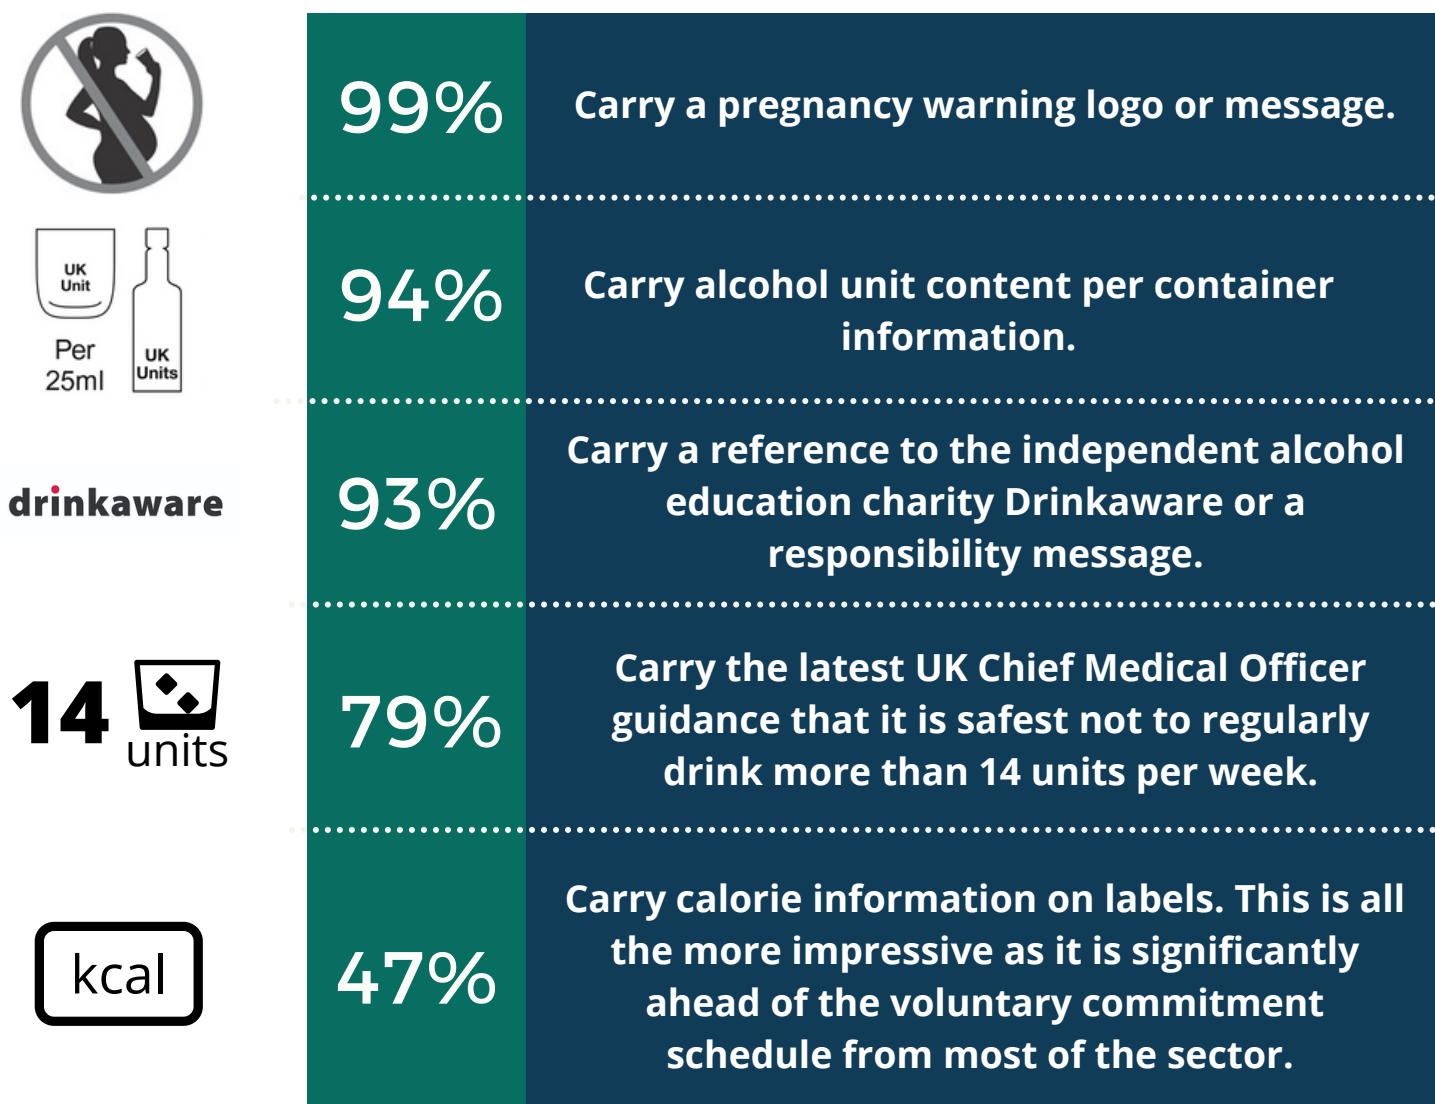 99%
Carry a pregnancy warning logo or message.
UK
Unit
Per
25ml
UK
Units
94%
Carry alcohol unit content per container
information.
drinkaware
93%
Carry a reference to the independent alcohol
education charity Drinkaware or a
responsibility message.
14
units
79%
Carry the latest UK Chief Medical Officer
guidance that it is safest not to regularly
drink more than 14 units per week.
kcal
47%
Carry calorie information on labels. This is all
the more impressive as it is significantly
ahead of the voluntary commitment
schedule from most of the sector.